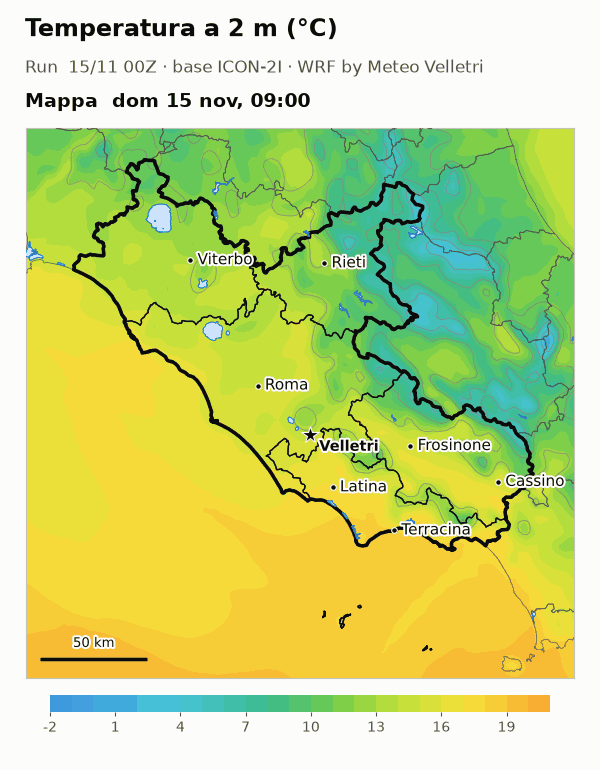 Temperatura a 2 m (°C)
Run  15/11 00Z · base ICON-2I · WRF by Meteo Velletri
Mappa  dom 15 nov, 09:00
Viterbo
Rieti
Roma
Velletri
Frosinone
Latina
Cassino
Terracina
50 km
-2 1 4 7 10 13 16 19